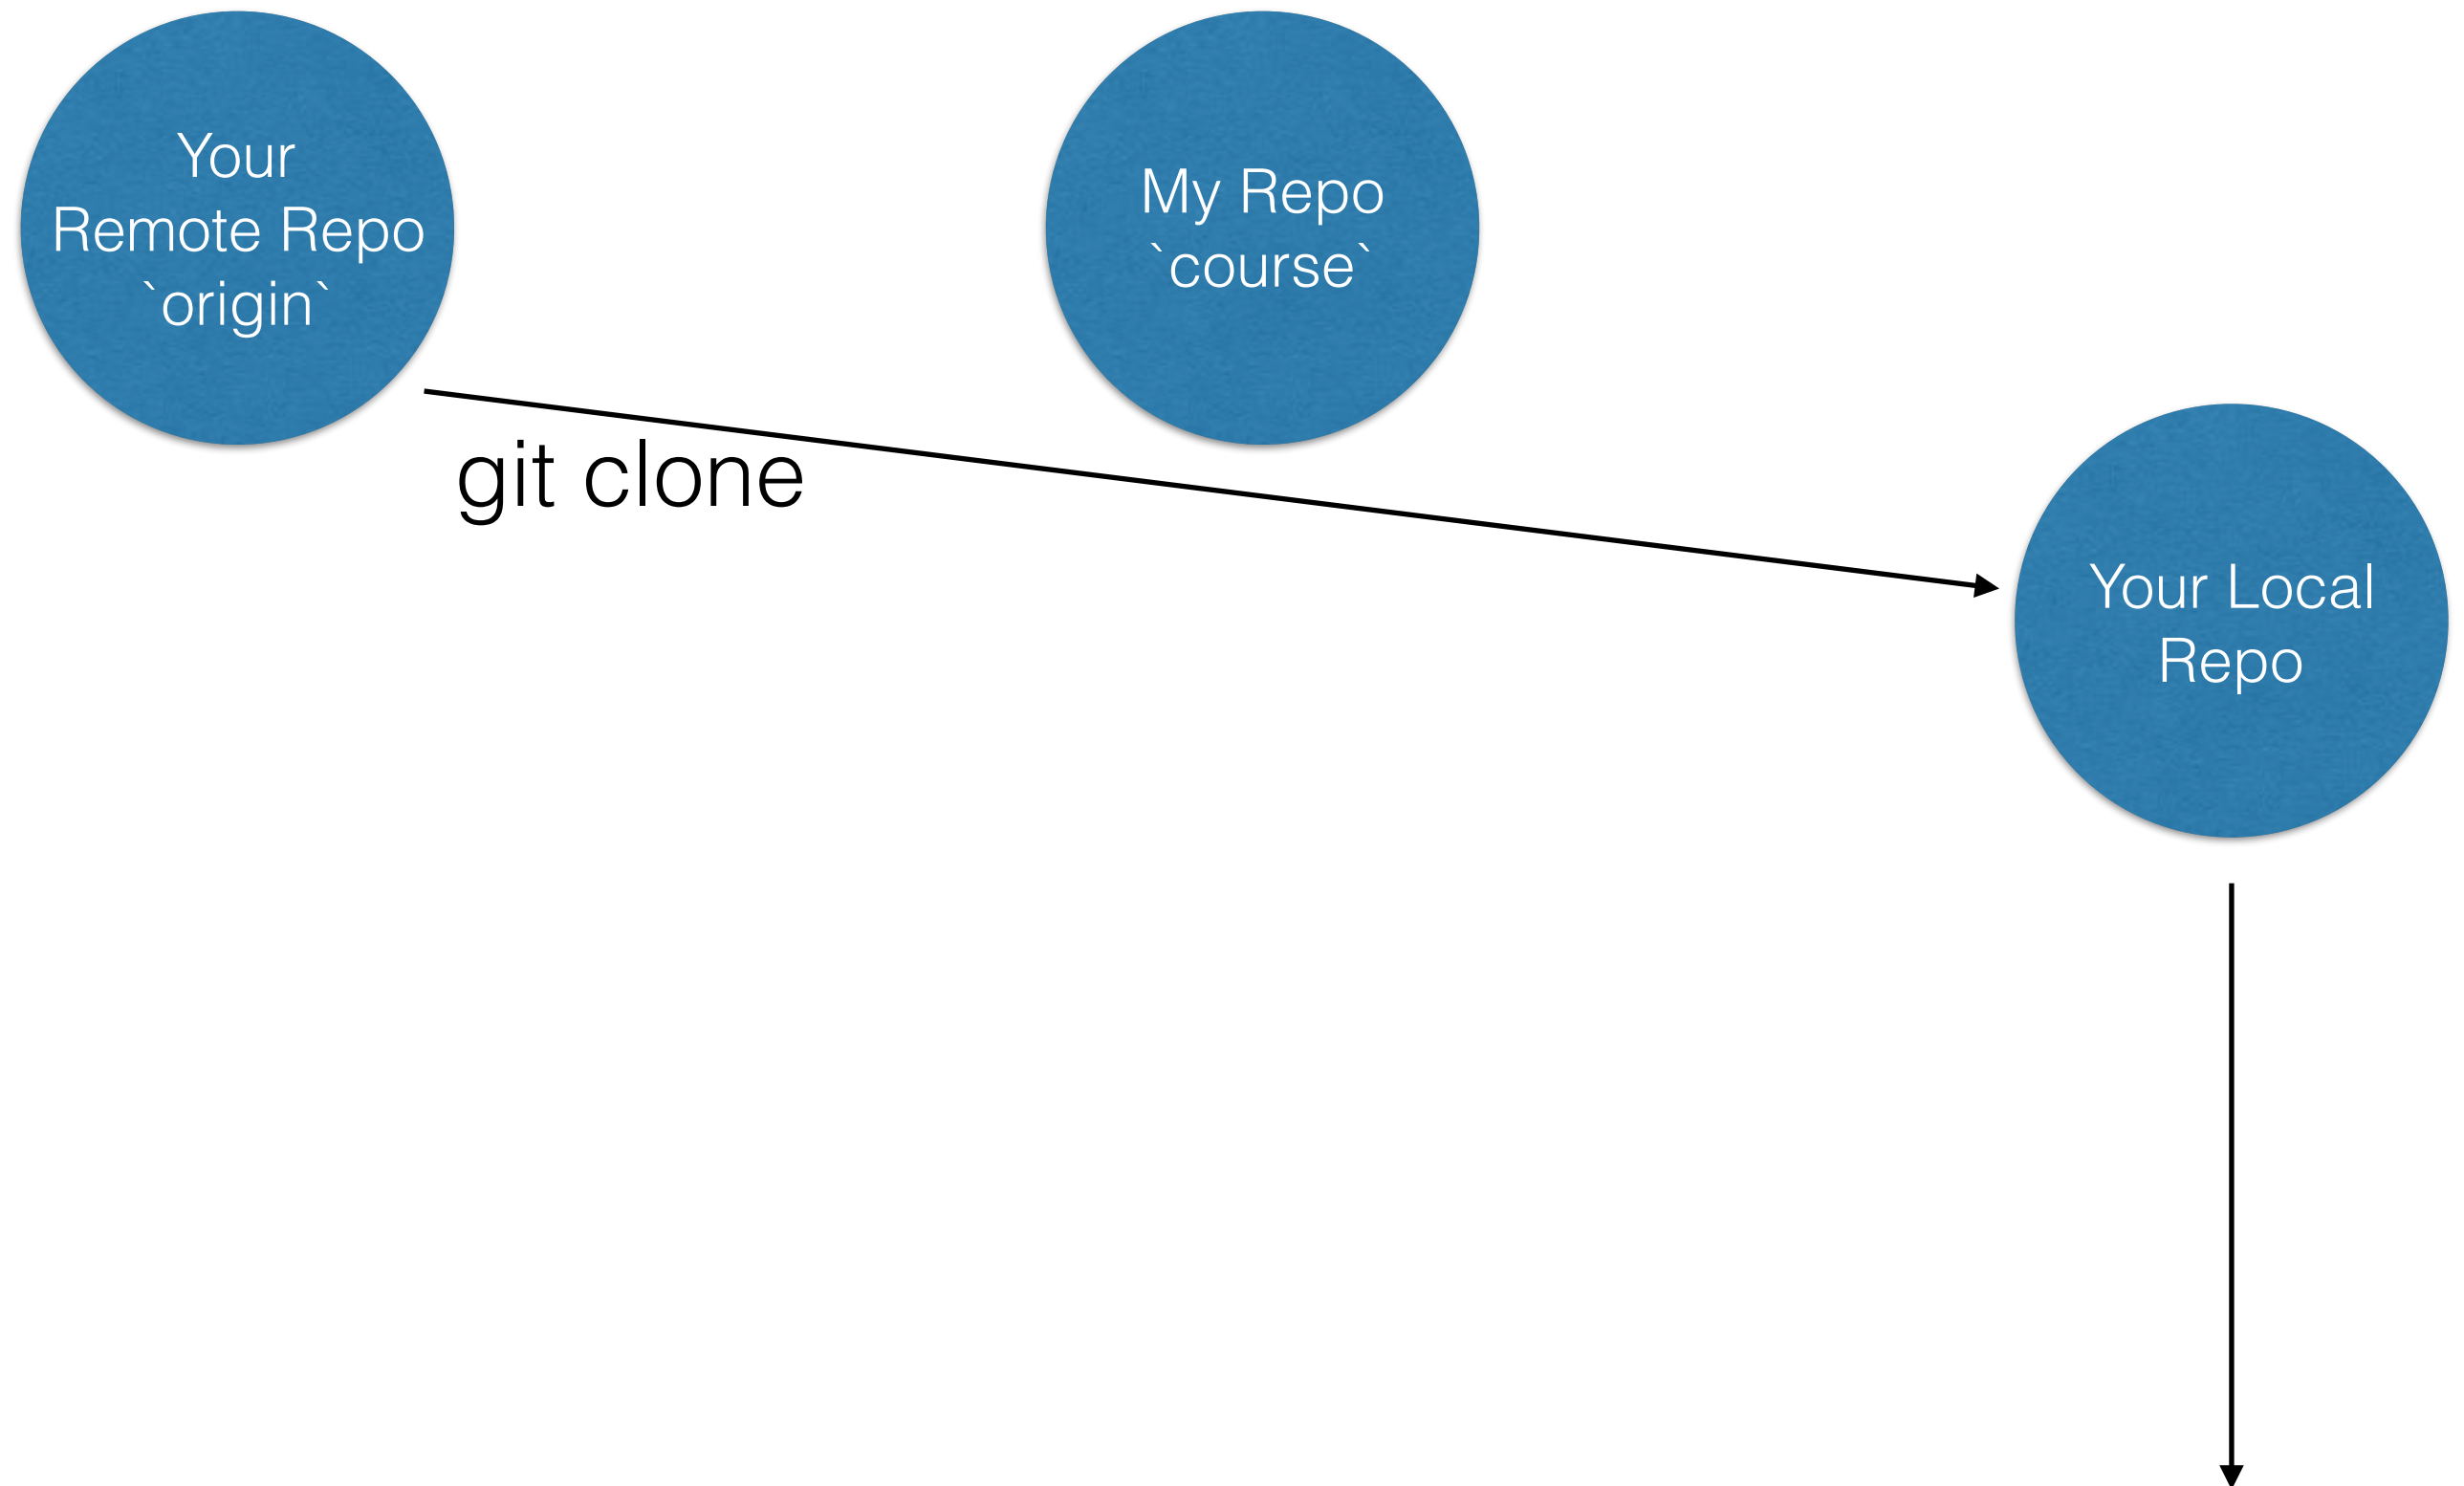 Your
Remote Repo
`origin`
My Repo
`course`
git clone
Your Local
Repo